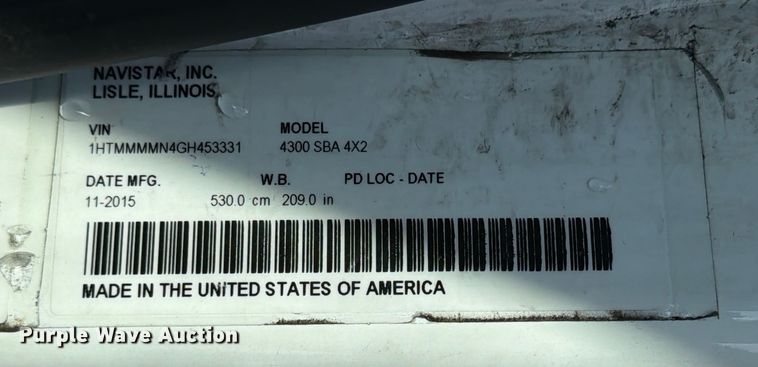 NAVISTAR, INC.
LISLE, ILLINOIS
VIN MODEL
1HTMMMMN4GH453331 4300 SBA 4X2
DATE MFG. W.B. PD LOC - DATE
11-2015 530.0 cm 209.0 in
MADE IN THE UNITED STATES OF AMERICA
Purple Wave Auction